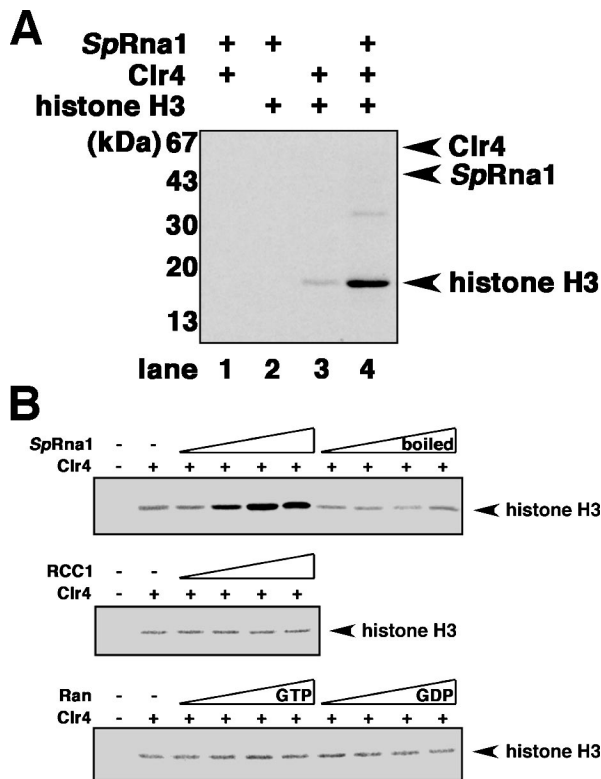 A
SpRna1 + + +
Clr4 + + +
histone H3 + + +
(kDa) 67
Clr4
43
SpRna1
30
20
histone H3
13
lane 1 2 3 4
B
SpRna1 - - boiled
Clr4 - + + + + + + + + +
histone H3
RCC1 - -
Clr4 - + + + + +
histone H3
Ran - - GTP GDP
Clr4 - + + + + + + + + +
histone H3